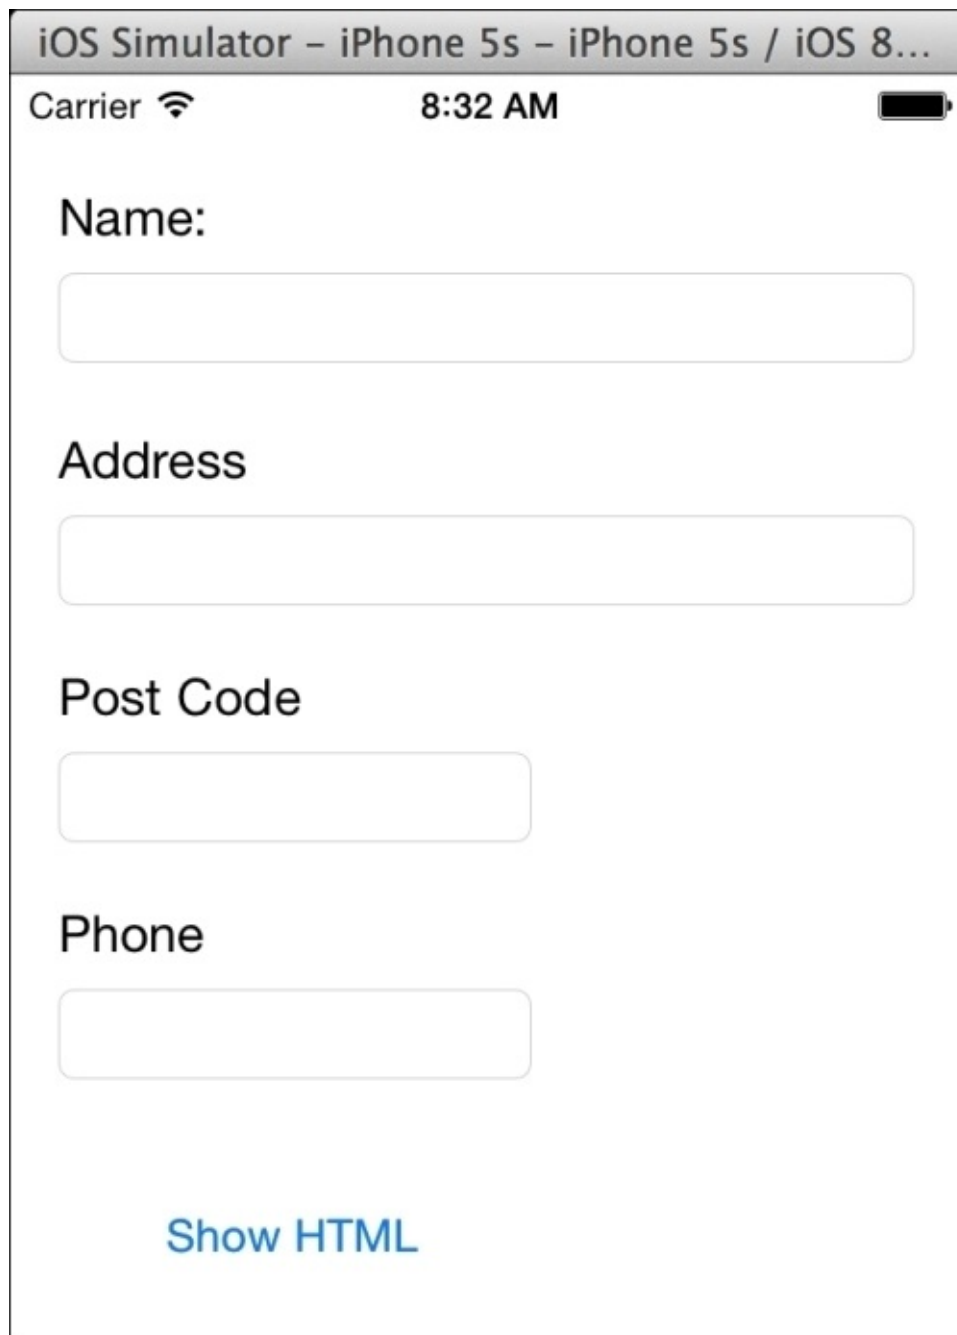 iOS Simulator – iPhone 5s – iPhone 5s / iOS 8...
Carrier 8:32 AM
Name:
Address
Post Code
Phone
Show HTML